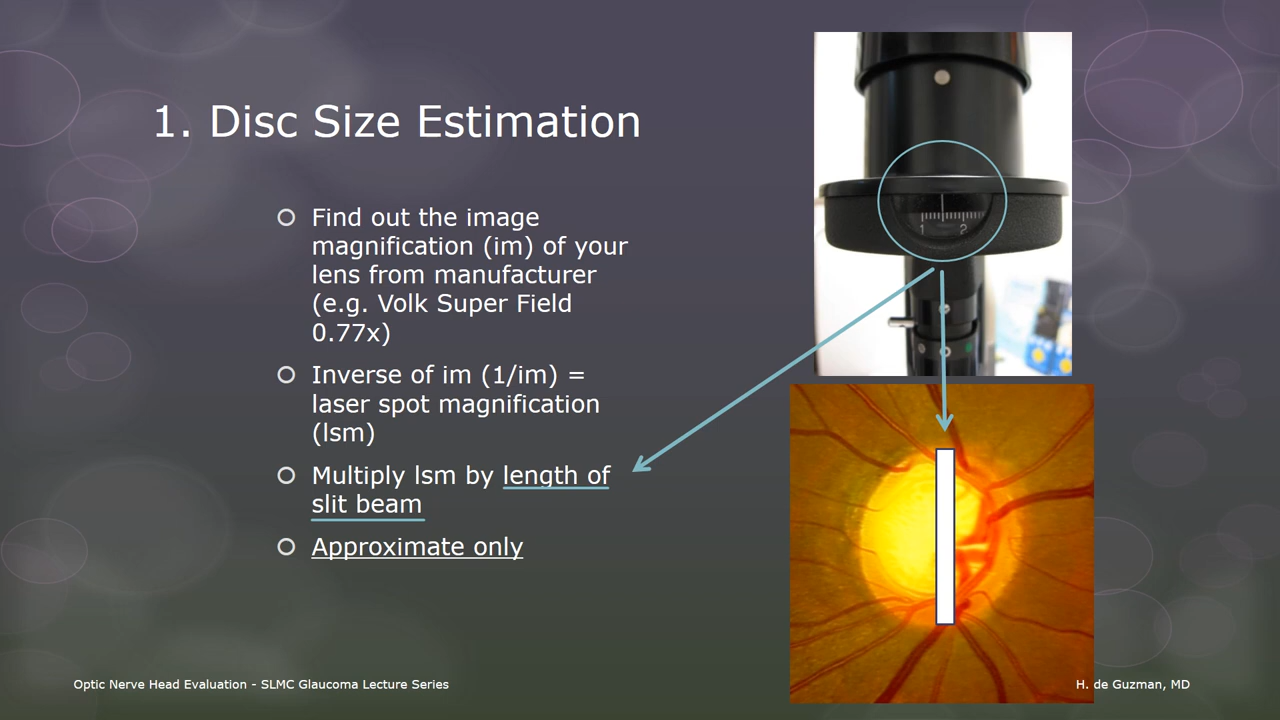 1. Disc Size Estimation
Find out the image
magnification (im) of your
lens from manufacturer
(e.g. Volk Super Field
0.77x)
Inverse of im (1/im) =
laser spot magnification
(lsm)
Multiply lsm by length of
slit beam
Approximate only
1 2
Optic Nerve Head Evaluation - SLMC Glaucoma Lecture Series
H. de Guzman, MD